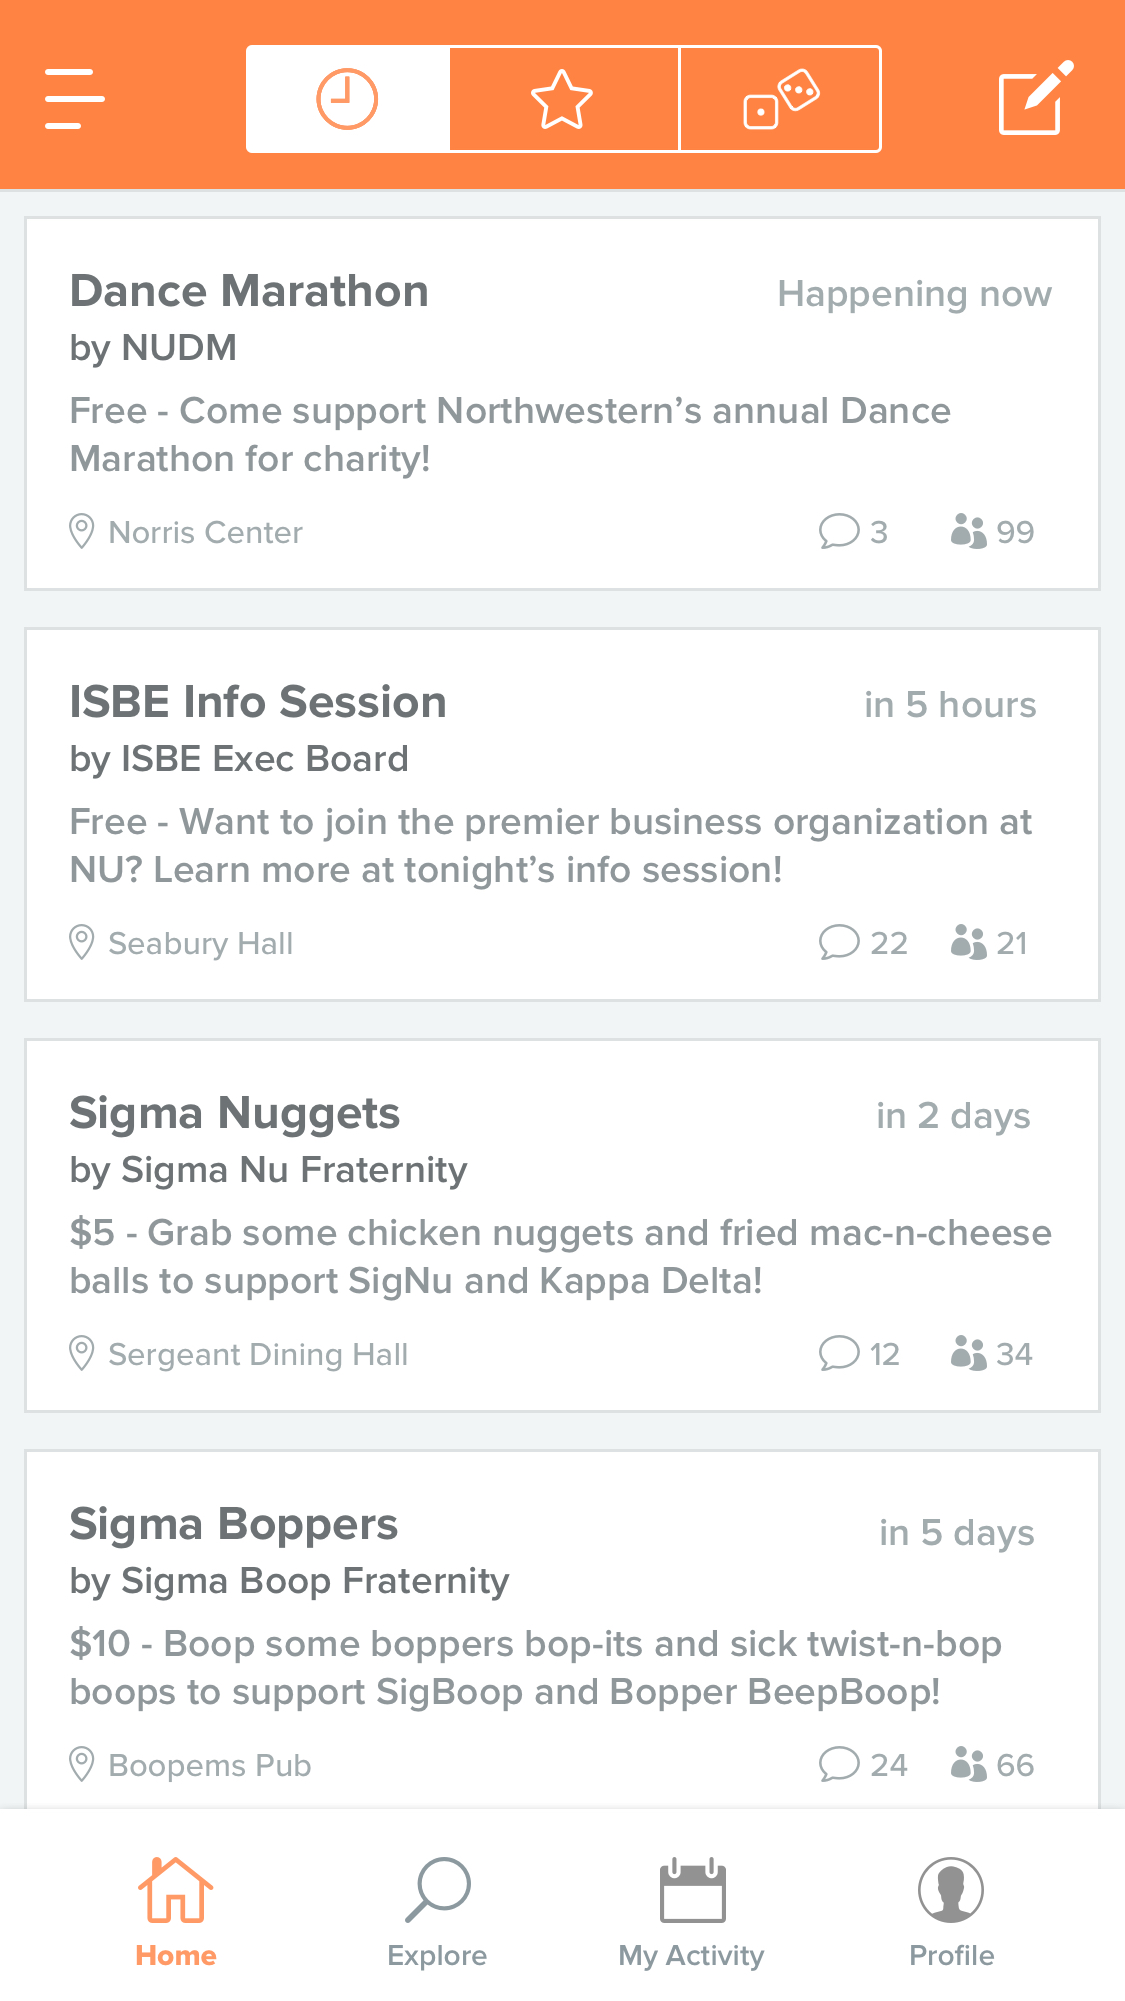 Dance Marathon
Happening now
by NUDM
Free - Come support Northwestern’s annual Dance
Marathon for charity!
Norris Center
3
99
ISBE Info Session
in 5 hours
by ISBE Exec Board
Free - Want to join the premier business organization at
NU? Learn more at tonight’s info session!
Seabury Hall
22
21
Sigma Nuggets
in 2 days
by Sigma Nu Fraternity
$5 - Grab some chicken nuggets and fried mac-n-cheese
balls to support SigNu and Kappa Delta!
Sergeant Dining Hall
12
34
Sigma Boppers
in 5 days
by Sigma Boop Fraternity
$10 - Boop some boppers bop-its and sick twist-n-bop
boops to support SigBoop and Bopper BeepBoop!
Boopems Pub
24
66
Home
Explore
My Activity
Profile